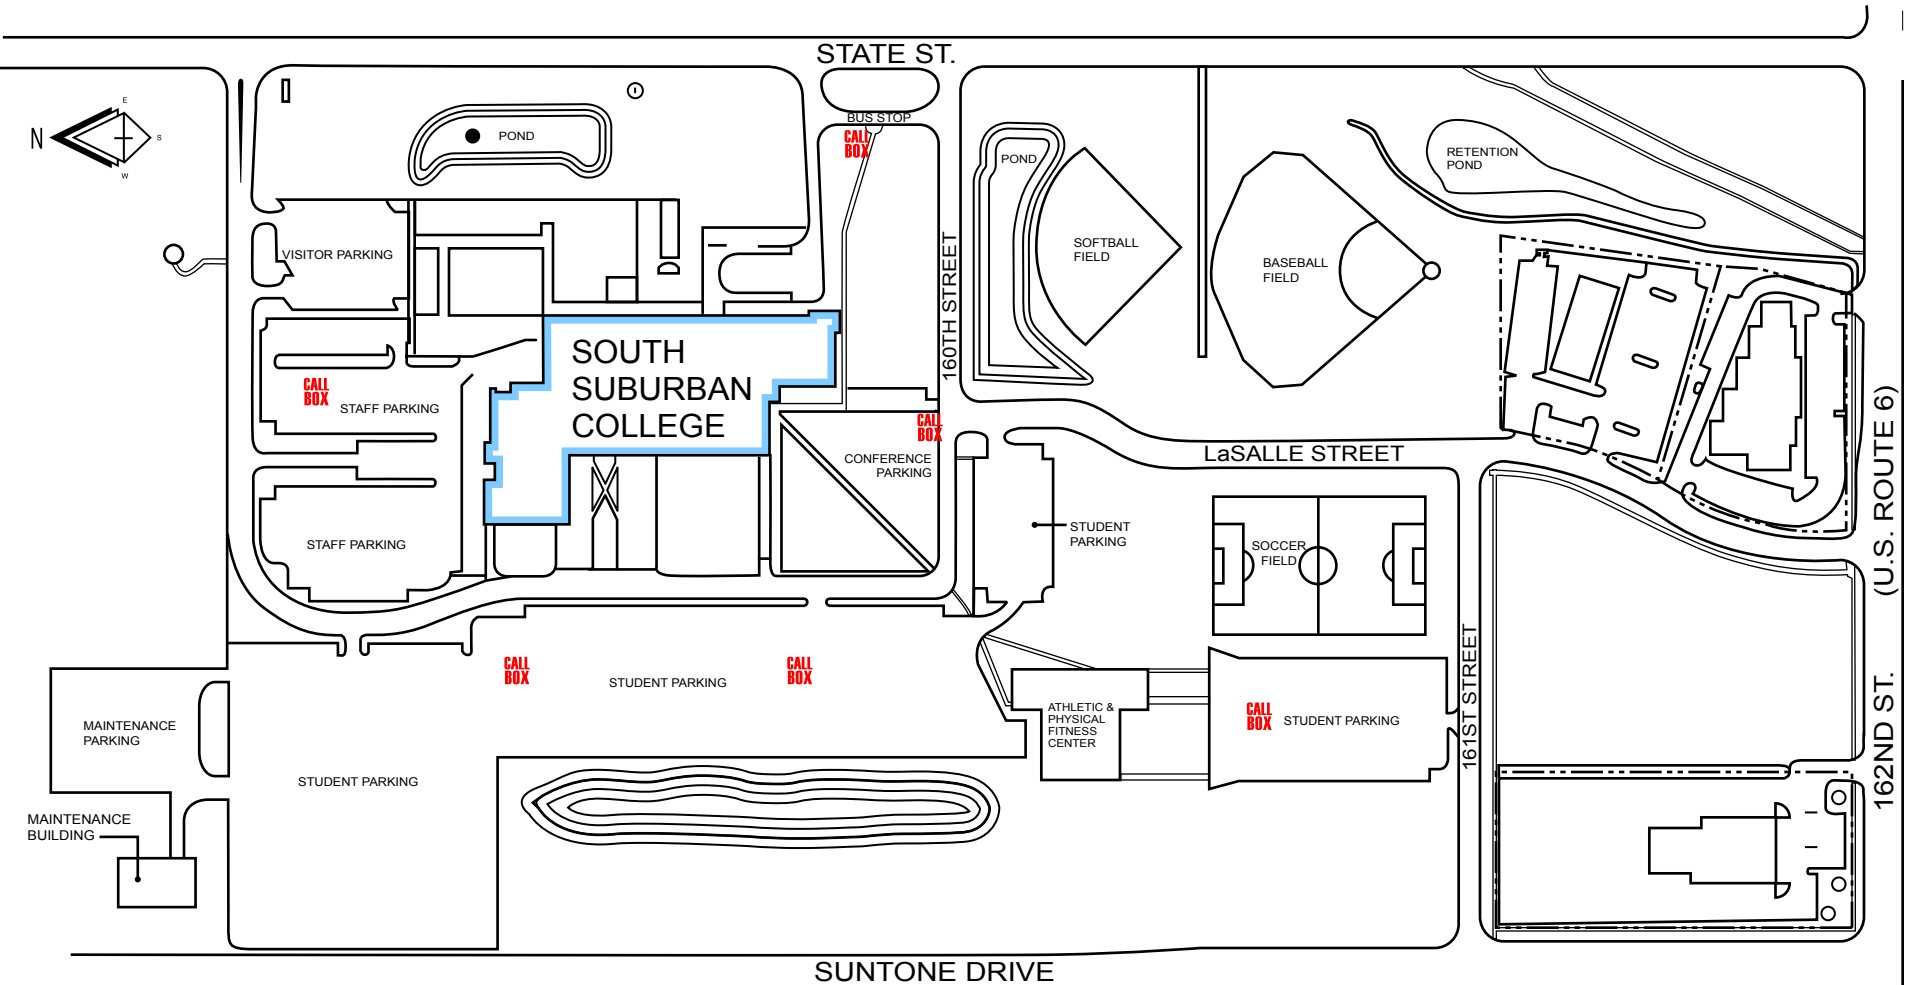 STATE ST.
BUS STOP
CALL
BOX
N
E
S
W
POND
POND
RETENTION
POND
SOFTBALL
FIELD
BASEBALL
FIELD
VISITOR PARKING
160TH STREET
SOUTH
SUBURBAN
COLLEGE
CALL
BOX
STAFF PARKING
CALL
BOX
CONFERENCE
PARKING
LaSALLE STREET
162ND ST. (U.S. ROUTE 6)
STAFF PARKING
STUDENT
PARKING
SOCCER
FIELD
161ST STREET
CALL
BOX
STUDENT PARKING
CALL
BOX
ATHLETIC &
PHYSICAL
FITNESS
CENTER
CALL
BOX
STUDENT PARKING
MAINTENANCE
PARKING
STUDENT PARKING
MAINTENANCE
BUILDING
SUNTONE DRIVE